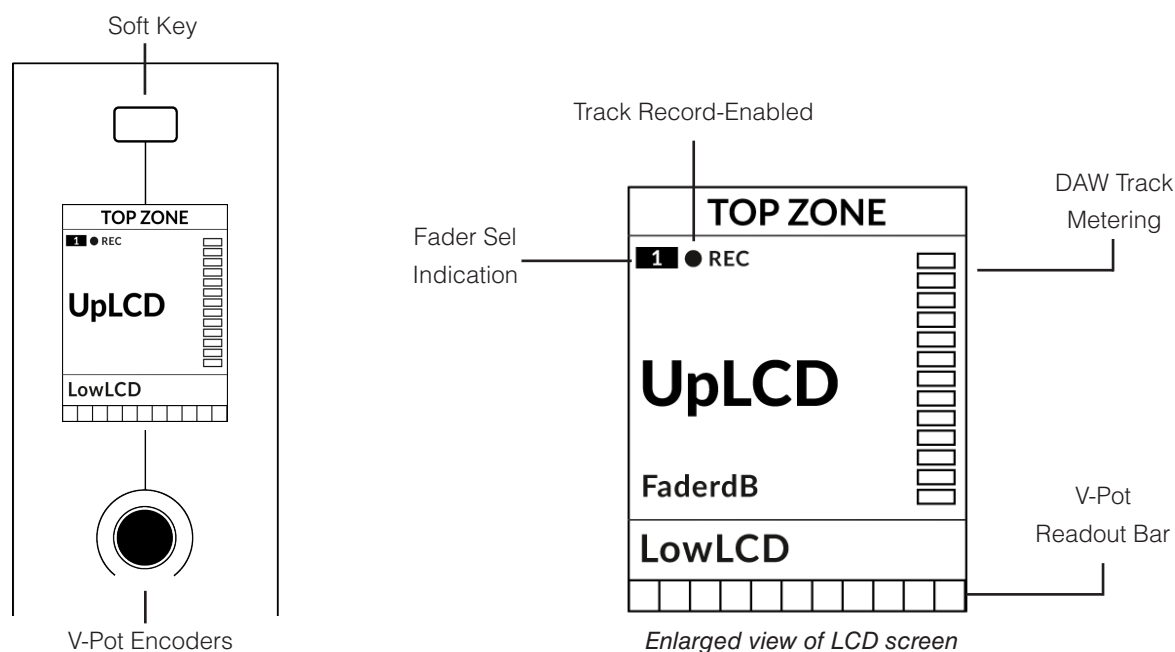 Soft Key
TOP ZONE
1 REC
UpLCD
LowLCD
V-Pot Encoders
Track Record-Enabled
DAW Track
Metering
Fader Sel
Indication
TOP ZONE
1 REC
UpLCD
FaderdB
LowLCD
V-Pot
Readout Bar
Enlarged view of LCD screen